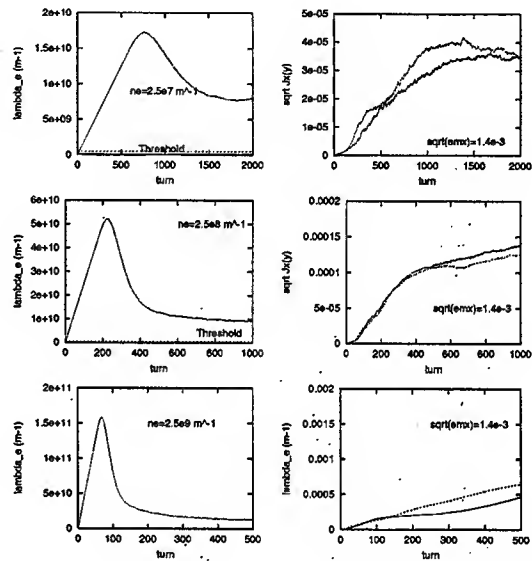 2e+10
1.5e+10
1e+10
5e+09
0
lambda_e (m-1)
ne=2.5e7 m^-1
Threshold
0 500 1000 1500 2000
turn
5e-05
4e-05
3e-05
2e-05
1e-05
0
sqrt Jx(y)
sqrt(emx)=1.4e-3
0 500 1000 1500 2000
turn
6e+10
5e+10
4e+10
3e+10
2e+10
1e+10
0
lambda_e (m-1)
ne=2.5e8 m^-1
Threshold
0 200 400 600 800 1000
turn
0.0002
0.00015
0.0001
5e-05
0
sqrt Jx(y)
sqrt(emx)=1.4e-3
0 200 400 600 800 1000
turn
2e+11
1.5e+11
1e+11
5e+10
0
lambda_e (m-1)
ne=2.5e9 m^-1
0 100 200 300 400 500
turn
0.002
0.0015
0.001
0.0005
0
lambda_e (m-1)
sqrt(emx)=1.4e-3
0 100 200 300 400 500
turn